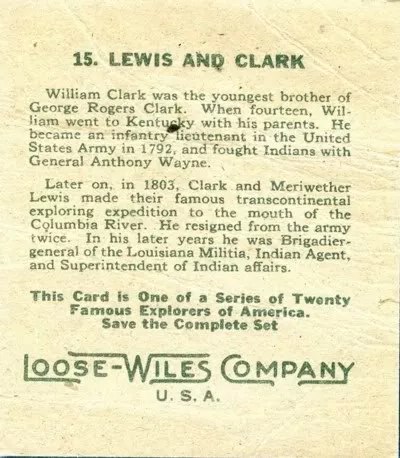 15. LEWIS AND CLARK
William Clark was the youngest brother of
George Rogers Clark. When fourteen, Wil-
liam went to Kentucky with his parents. He
became an infantry lieutenant in the United
States Army in 1792, and fought Indians with
General Anthony Wayne.
Later on, in 1803, Clark and Meriwether
Lewis made their famous transcontinental
exploring expedition to the mouth of the
Columbia River. He resigned from the army
twice. In his later years he was Brigadier-
general of the Louisiana Militia, Indian Agent,
and Superintendent of Indian affairs.
This Card is One of a Series of Twenty
Famous Explorers of America.
Save the Complete Set
LOOSE-WILES COMPANY
U. S. A.